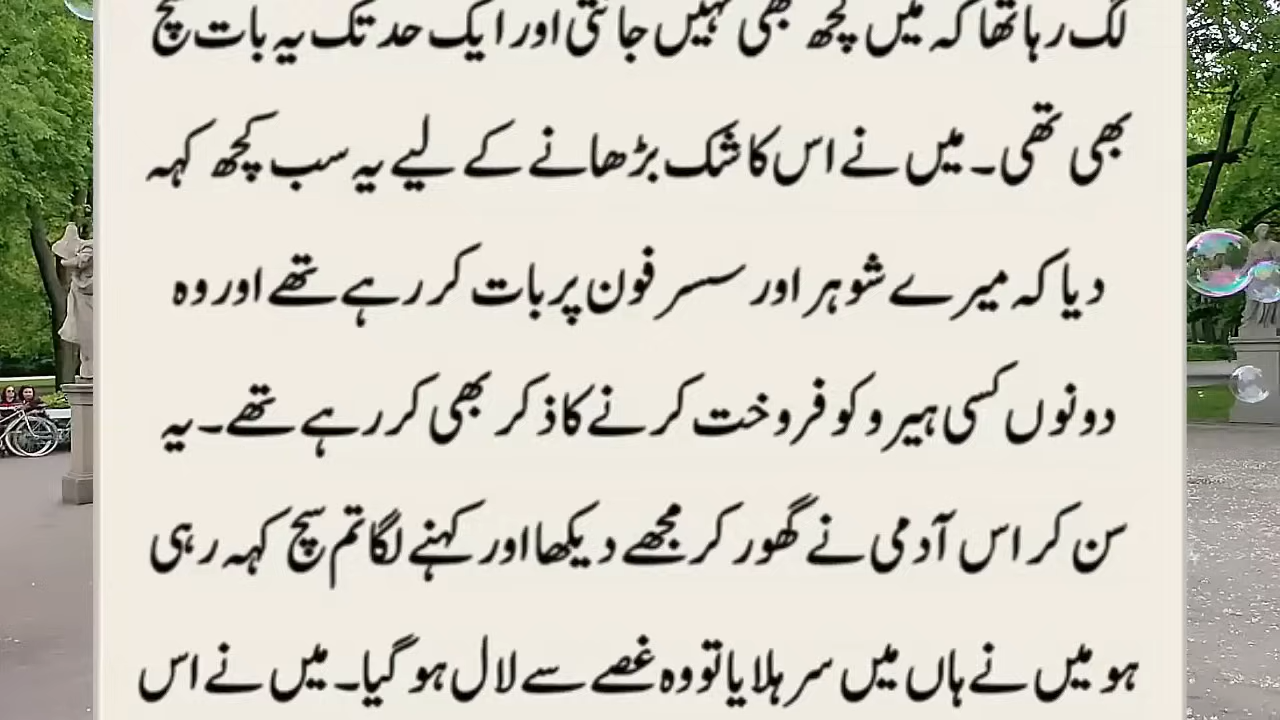 لگ رہا تھا کہ میں کچھ بھی نہیں جانتی اور ایک حد تک یہ بات سچ
بھی تھی۔ میں نے اس کا شک بڑھانے کے لیے یہ سب کچھ کہہ
دیا کہ میرے شوہر اور سسر فون پر بات کر رہے تھے اور وہ
دونوں کسی ہیرو کو فروخت کرنے کا ذکر بھی کر رہے تھے۔ یہ
سن کر اس آدمی نے گھور کر مجھے دیکھا اور کہنے لگا تم سچ کہہ رہی
ہو میں نے ہاں میں سر ہلایا تو وہ غصے سے لال ہو گیا۔ میں نے اس